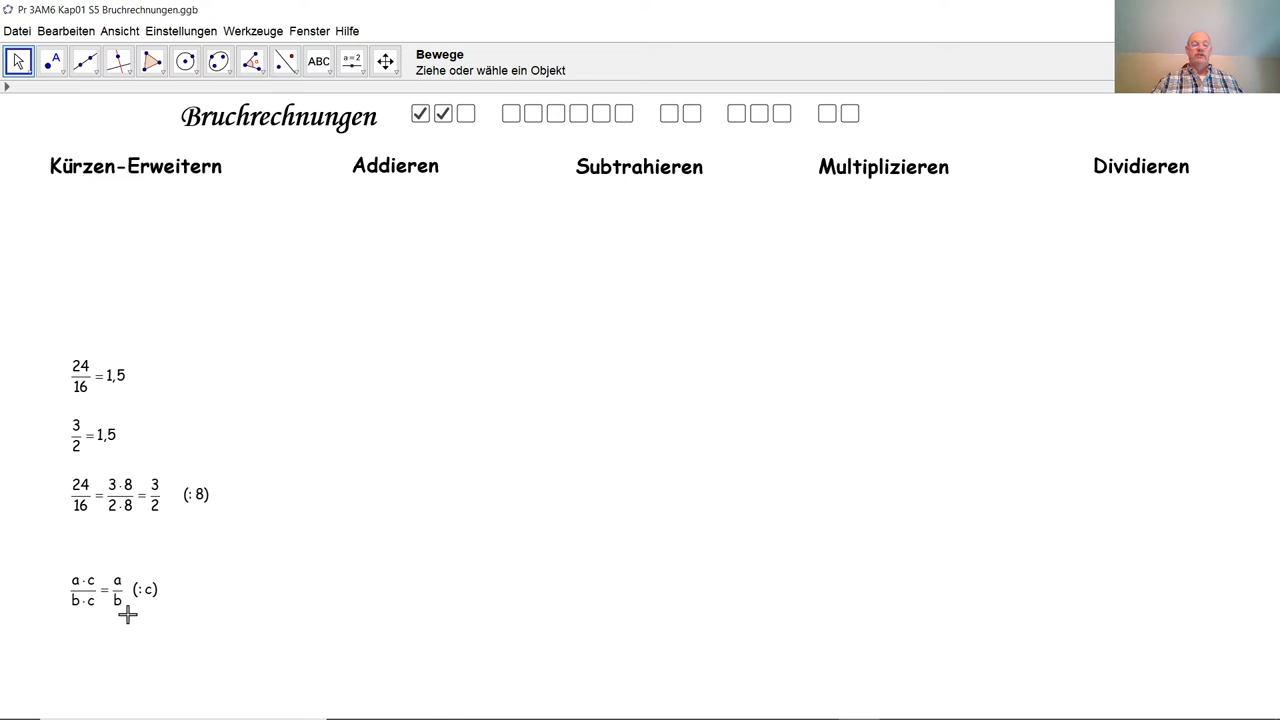 Pr 3AM6 Kap01 S5 Bruchrechnungen.ggb
Datei Bearbeiten Ansicht Einstellungen Werkzeuge Fenster Hilfe
A α ABC a=2
Bewege
Ziehe oder wähle ein Objekt
Bruchrechnungen
Kürzen-Erweitern Addieren Subtrahieren Multiplizieren Dividieren
24/16 = 1,5
3/2 = 1,5
24/16 = 3·8/2·8 = 3/2 (: 8)
a·c/b·c = a/b (: c)